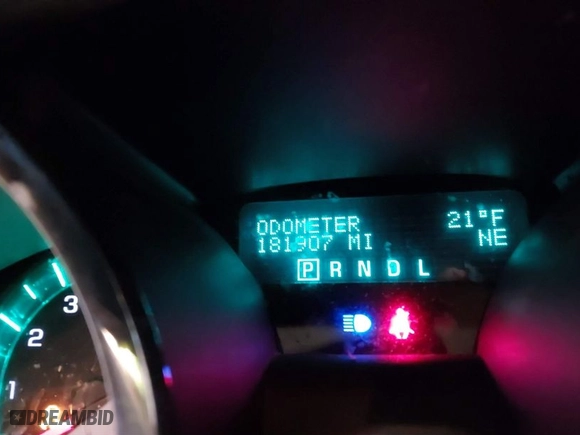 ODOMETER 21°F
181907 MI NE
P R N D L
3
2
1
DREAMBID